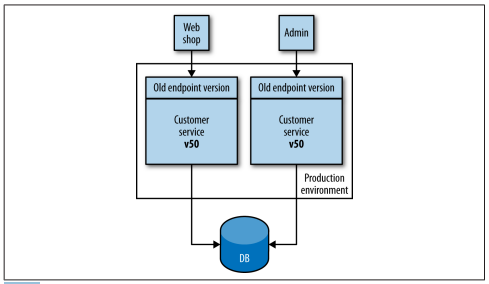 Web
shop
Admin
Old endpoint version
Old endpoint version
Customer
service
v50
Customer
service
v50
Production
environment
DB